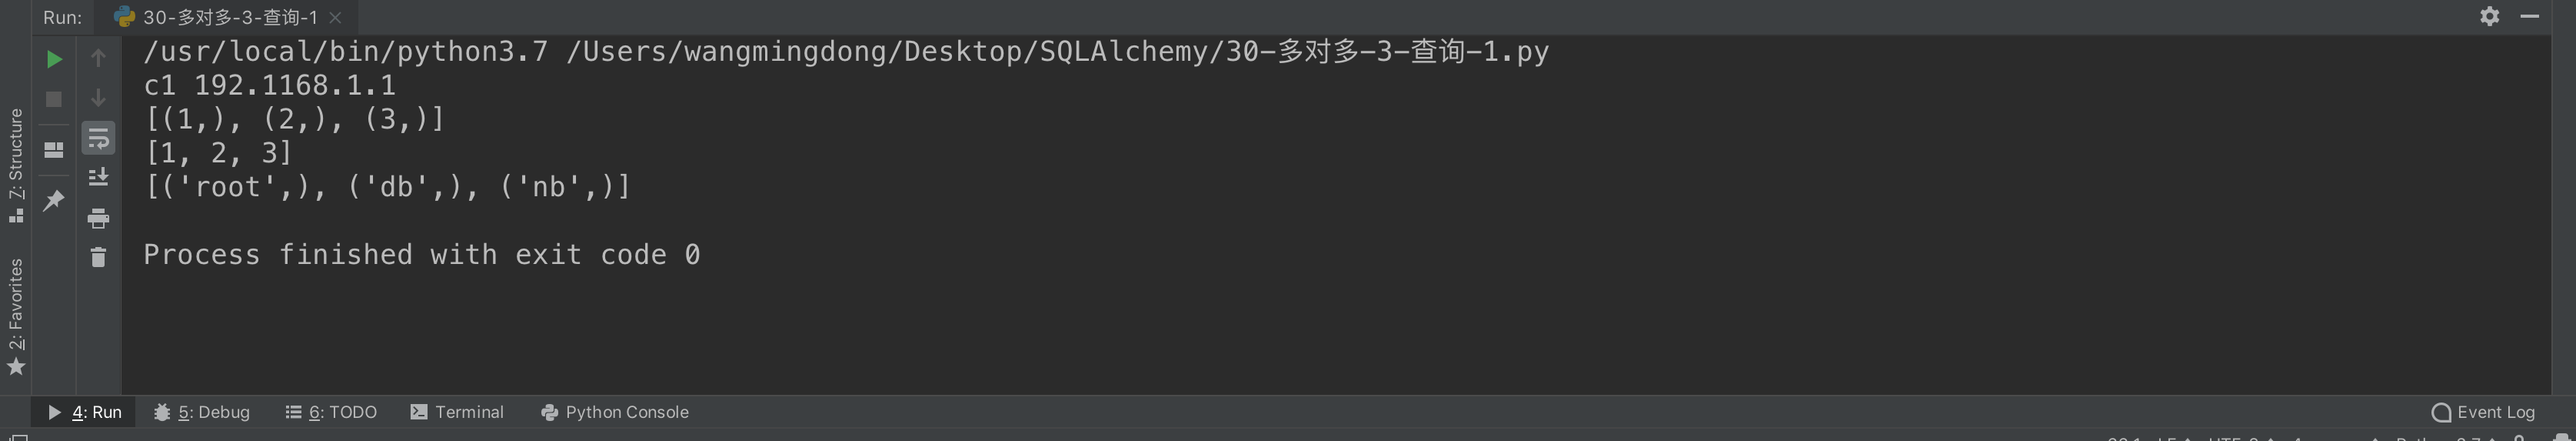 Run: 30-多对多-3-查询-1
/usr/local/bin/python3.7 /Users/wangmingdong/Desktop/SQLAlchemy/30-多对多-3-查询-1.py
c1 192.1168.1.1
[(1,), (2,), (3,)]
[1, 2, 3]
[('root',), ('db',), ('nb',)]
Process finished with exit code 0
7: Structure
2: Favorites
4: Run 5: Debug 6: TODO Terminal Python Console Event Log